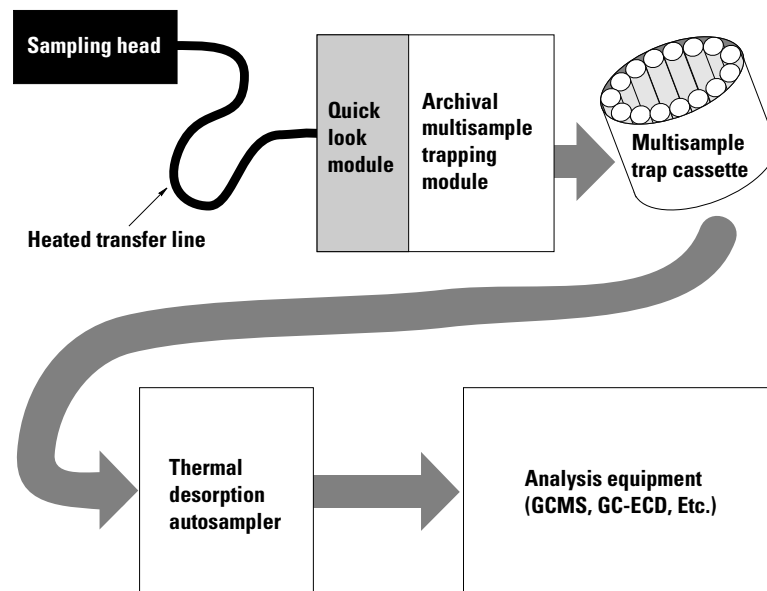 Sampling head
Quick
look
module
Archival
multisample
trapping
module
Multisample
trap cassette
Heated transfer line
Thermal
desorption
autosampler
Analysis equipment
(GCMS, GC-ECD, Etc.)